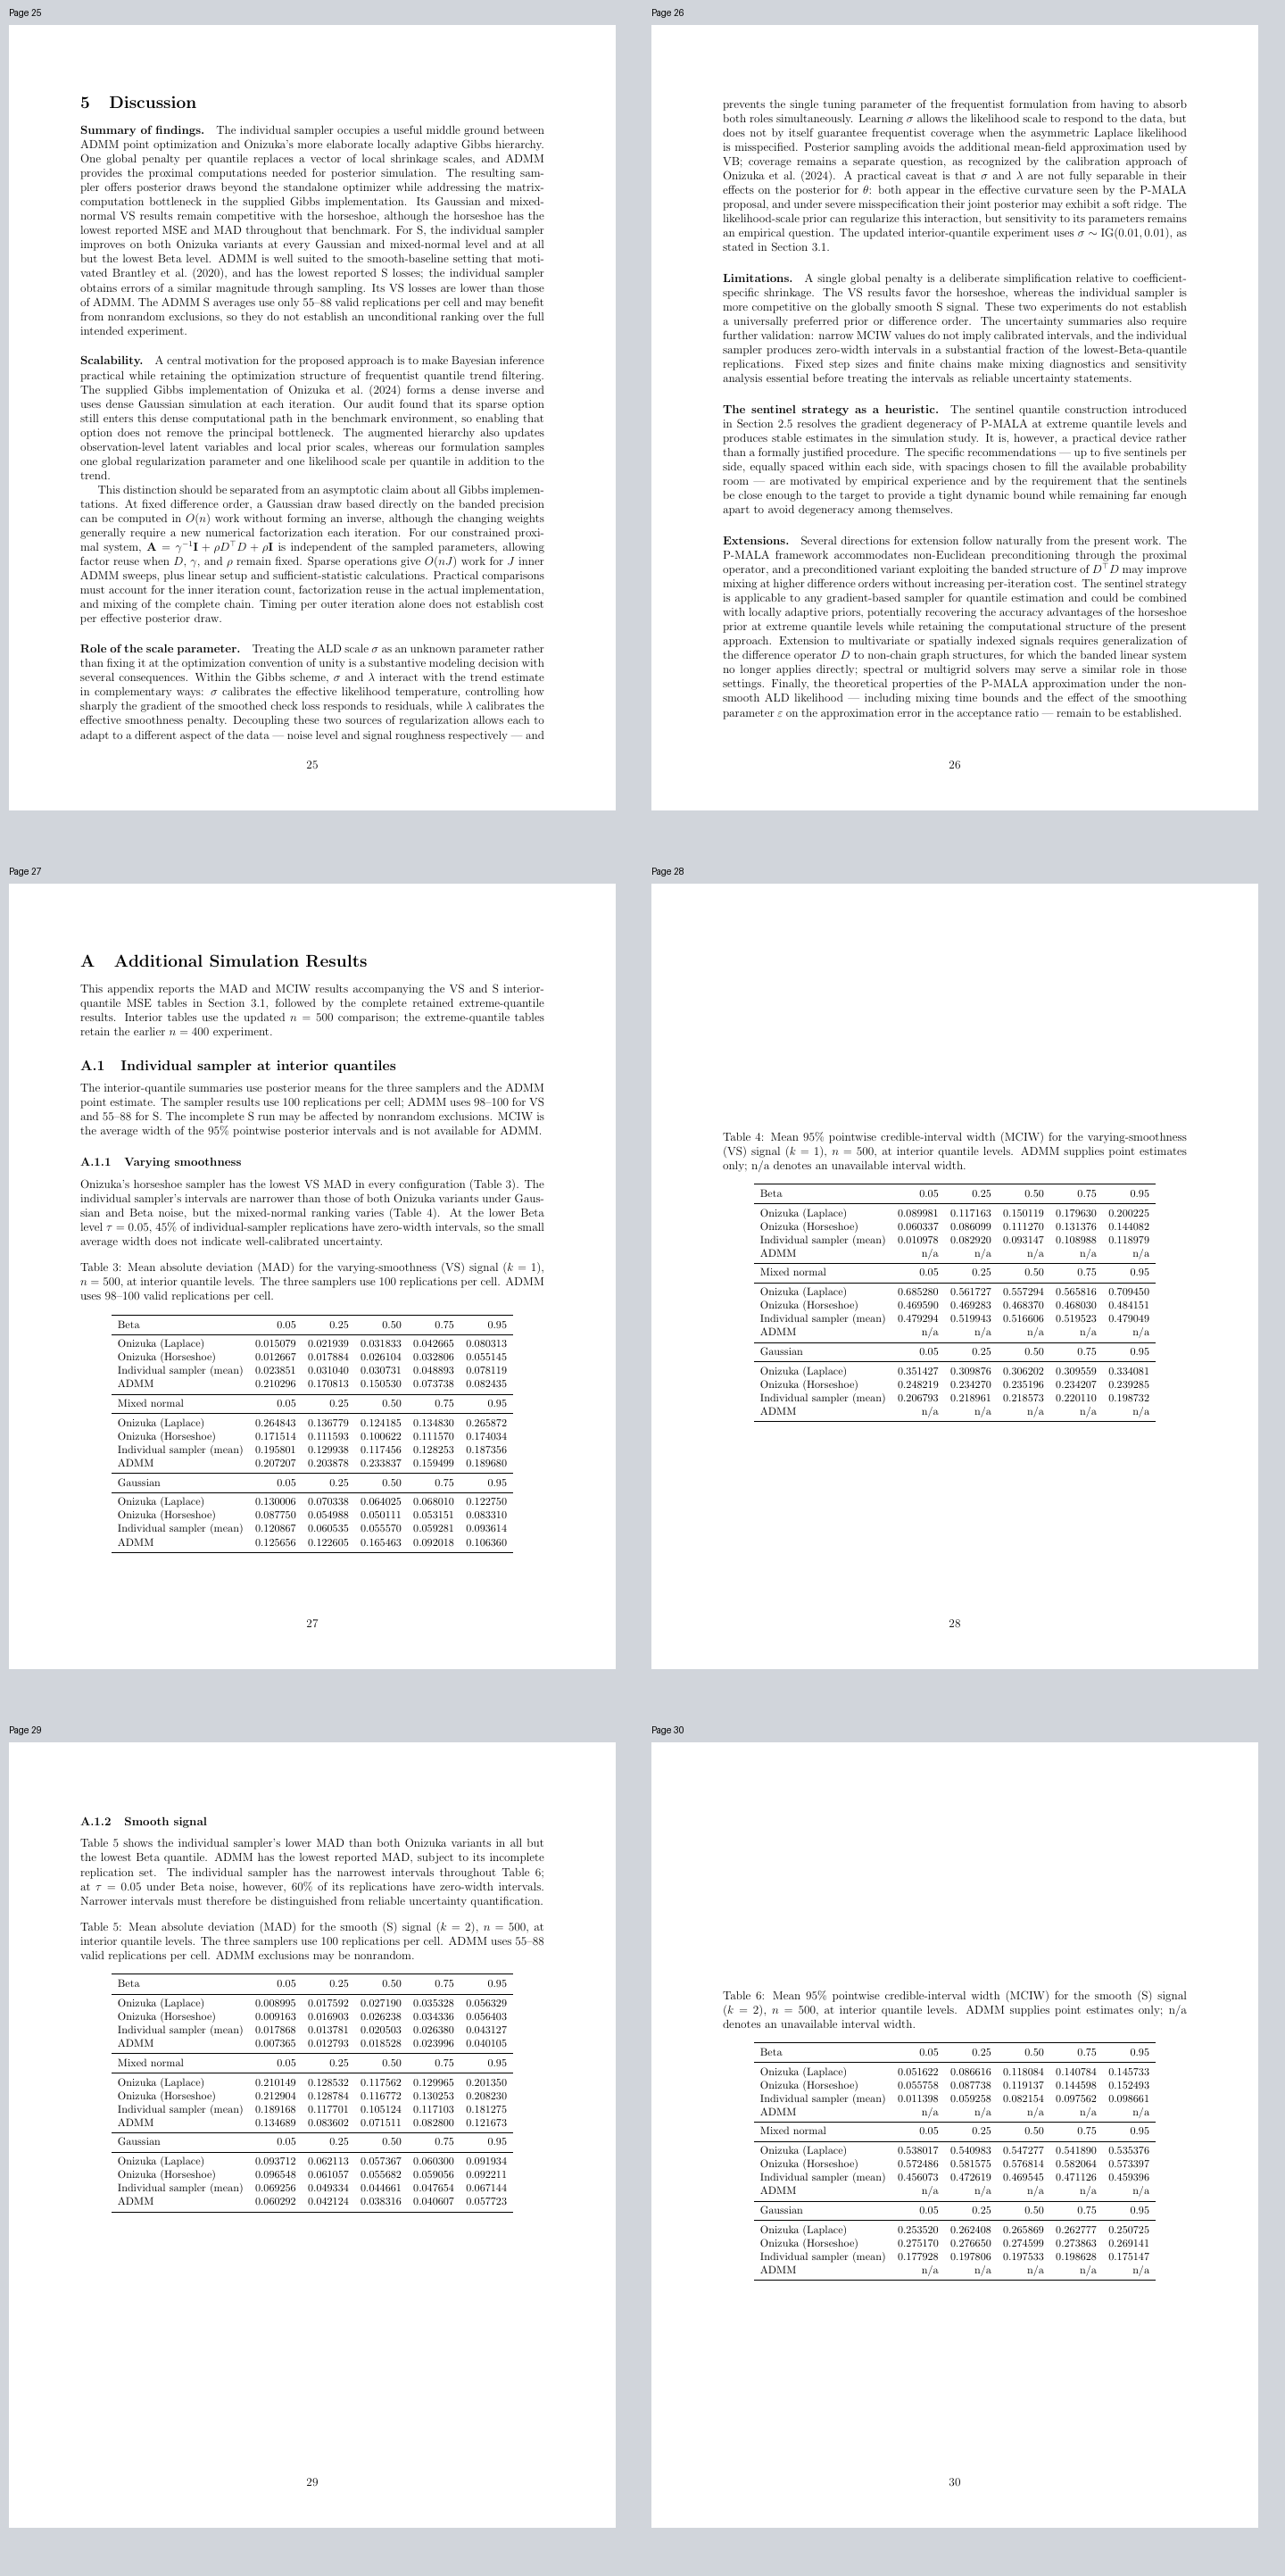 Page 25
5 Discussion
Summary of findings. The individual sampler occupies a useful middle ground between
ADMM point optimization and Onizuka's more elaborate locally adaptive Gibbs hierarchy.
One global penalty per quantile replaces a vector of local shrinkage scales, and ADMM
provides the proximal computations needed for posterior simulation. The resulting sam-
pler offers posterior draws beyond the standalone optimizer while addressing the matrix-
computation bottleneck in the supplied Gibbs implementation. Its Gaussian and mixed-
normal VS results remain competitive with the horseshoe, although the horseshoe has the
lowest reported MSE and MAD throughout that benchmark. For S, the individual sampler
improves on both Onizuka variants at every Gaussian and mixed-normal level and at all
but the lowest Beta level. ADMM is well suited to the smooth-baseline setting that moti-
vated Brantley et al. (2020), and has the lowest reported S losses; the individual sampler
obtains errors of a similar magnitude through sampling. Its VS losses are lower than those
of ADMM. The ADMM S averages use only 55–88 valid replications per cell and may benefit
from nonrandom exclusions, so they do not establish an unconditional ranking over the full
intended experiment.
Scalability. A central motivation for the proposed approach is to make Bayesian inference
practical while retaining the optimization structure of frequentist quantile trend filtering.
The supplied Gibbs implementation of Onizuka et al. (2024) forms a dense inverse and
uses dense Gaussian simulation at each iteration. Our audit found that its sparse option
still enters this dense computational path in the benchmark environment, so enabling that
option does not remove the principal bottleneck. The augmented hierarchy also updates
observation-level latent variables and local prior scales, whereas our formulation samples
one global regularization parameter and one likelihood scale per quantile in addition to the
trend.
This distinction should be separated from an asymptotic claim about all Gibbs implemen-
tations. At fixed difference order, a Gaussian draw based directly on the banded precision
can be computed in O(n) work without forming an inverse, although the changing weights
generally require a new numerical factorization each iteration. For our constrained proxi-
mal system, A = γ⁻¹I + ρD⊤D + ρI is independent of the sampled parameters, allowing
factor reuse when D, γ, and ρ remain fixed. Sparse operations give O(nJ) work for J inner
ADMM sweeps, plus linear setup and sufficient-statistic calculations. Practical comparisons
must account for the inner iteration count, factorization reuse in the actual implementation,
and mixing of the complete chain. Timing per outer iteration alone does not establish cost
per effective posterior draw.
Role of the scale parameter. Treating the ALD scale σ as an unknown parameter rather
than fixing it at the optimization convention of unity is a substantive modeling decision with
several consequences. Within the Gibbs scheme, σ and λ interact with the trend estimate
in complementary ways: σ calibrates the effective likelihood temperature, controlling how
sharply the gradient of the smoothed check loss responds to residuals, while λ calibrates the
effective smoothness penalty. Decoupling these two sources of regularization allows each to
adapt to a different aspect of the data — noise level and signal roughness respectively — and
25
Page 26
prevents the single tuning parameter of the frequentist formulation from having to absorb
both roles simultaneously. Learning σ allows the likelihood scale to respond to the data, but
does not by itself guarantee frequentist coverage when the asymmetric Laplace likelihood
is misspecified. Posterior sampling avoids the additional mean-field approximation used by
VB; coverage remains a separate question, as recognized by the calibration approach of
Onizuka et al. (2024). A practical caveat is that σ and λ are not fully separable in their
effects on the posterior for θ: both appear in the effective curvature seen by the P-MALA
proposal, and under severe misspecification their joint posterior may exhibit a soft ridge. The
likelihood-scale prior can regularize this interaction, but sensitivity to its parameters remains
an empirical question. The updated interior-quantile experiment uses σ ∼ IG(0.01, 0.01), as
stated in Section 3.1.
Limitations. A single global penalty is a deliberate simplification relative to coefficient-
specific shrinkage. The VS results favor the horseshoe, whereas the individual sampler is
more competitive on the globally smooth S signal. These two experiments do not establish
a universally preferred prior or difference order. The uncertainty summaries also require
further validation: narrow MCIW values do not imply calibrated intervals, and the individual
sampler produces zero-width intervals in a substantial fraction of the lowest-Beta-quantile
replications. Fixed step sizes and finite chains make mixing diagnostics and sensitivity
analysis essential before treating the intervals as reliable uncertainty statements.
The sentinel strategy as a heuristic. The sentinel quantile construction introduced
in Section 2.5 resolves the gradient degeneracy of P-MALA at extreme quantile levels and
produces stable estimates in the simulation study. It is, however, a practical device rather
than a formally justified procedure. The specific recommendations — up to five sentinels per
side, equally spaced within each side, with spacings chosen to fill the available probability
room — are motivated by empirical experience and by the requirement that the sentinels
be close enough to the target to provide a tight dynamic bound while remaining far enough
apart to avoid degeneracy among themselves.
Extensions. Several directions for extension follow naturally from the present work. The
P-MALA framework accommodates non-Euclidean preconditioning through the proximal
operator, and a preconditioned variant exploiting the banded structure of D⊤D may improve
mixing at higher difference orders without increasing per-iteration cost. The sentinel strategy
is applicable to any gradient-based sampler for quantile estimation and could be combined
with locally adaptive priors, potentially recovering the accuracy advantages of the horseshoe
prior at extreme quantile levels while retaining the computational structure of the present
approach. Extension to multivariate or spatially indexed signals requires generalization of
the difference operator D to non-chain graph structures, for which the banded linear system
no longer applies directly; spectral or multigrid solvers may serve a similar role in those
settings. Finally, the theoretical properties of the P-MALA approximation under the non-
smooth ALD likelihood — including mixing time bounds and the effect of the smoothing
parameter ε on the approximation error in the acceptance ratio — remain to be established.
26
Page 27
A Additional Simulation Results
This appendix reports the MAD and MCIW results accompanying the VS and S interior-
quantile MSE tables in Section 3.1, followed by the complete retained extreme-quantile
results. Interior tables use the updated n = 500 comparison; the extreme-quantile tables
retain the earlier n = 400 experiment.
A.1 Individual sampler at interior quantiles
The interior-quantile summaries use posterior means for the three samplers and the ADMM
point estimate. The sampler results use 100 replications per cell; ADMM uses 98–100 for VS
and 55–88 for S. The incomplete S run may be affected by nonrandom exclusions. MCIW is
the average width of the 95% pointwise posterior intervals and is not available for ADMM.
A.1.1 Varying smoothness
Onizuka's horseshoe sampler has the lowest VS MAD in every configuration (Table 3). The
individual sampler's intervals are narrower than those of both Onizuka variants under Gaus-
sian and Beta noise, but the mixed-normal ranking varies (Table 4). At the lower Beta
level τ = 0.05, 45% of individual-sampler replications have zero-width intervals, so the small
average width does not indicate well-calibrated uncertainty.
Table 3: Mean absolute deviation (MAD) for the varying-smoothness (VS) signal (k = 1),
n = 500, at interior quantile levels. The three samplers use 100 replications per cell. ADMM
uses 98–100 valid replications per cell.
Beta 0.05 0.25 0.50 0.75 0.95
Onizuka (Laplace) 0.015079 0.021939 0.031833 0.042665 0.080313
Onizuka (Horseshoe) 0.012667 0.017884 0.026104 0.032806 0.055145
Individual sampler (mean) 0.023851 0.031040 0.030731 0.048893 0.078119
ADMM 0.210296 0.170813 0.150530 0.073738 0.082435
Mixed normal 0.05 0.25 0.50 0.75 0.95
Onizuka (Laplace) 0.264843 0.136779 0.124185 0.134830 0.265872
Onizuka (Horseshoe) 0.171514 0.111593 0.100622 0.111570 0.174034
Individual sampler (mean) 0.195801 0.129938 0.117456 0.128253 0.187356
ADMM 0.207207 0.203878 0.233837 0.159499 0.189680
Gaussian 0.05 0.25 0.50 0.75 0.95
Onizuka (Laplace) 0.130006 0.070338 0.064025 0.068010 0.122750
Onizuka (Horseshoe) 0.087750 0.054988 0.050111 0.053151 0.083310
Individual sampler (mean) 0.120867 0.060535 0.055570 0.059281 0.093614
ADMM 0.125656 0.122605 0.165463 0.092018 0.106360
27
Page 28
Table 4: Mean 95% pointwise credible-interval width (MCIW) for the varying-smoothness
(VS) signal (k = 1), n = 500, at interior quantile levels. ADMM supplies point estimates
only; n/a denotes an unavailable interval width.
Beta 0.05 0.25 0.50 0.75 0.95
Onizuka (Laplace) 0.089981 0.117163 0.150119 0.179630 0.200225
Onizuka (Horseshoe) 0.060337 0.086099 0.111270 0.131376 0.144082
Individual sampler (mean) 0.010978 0.082920 0.093147 0.108988 0.118979
ADMM n/a n/a n/a n/a n/a
Mixed normal 0.05 0.25 0.50 0.75 0.95
Onizuka (Laplace) 0.685280 0.561727 0.557294 0.565816 0.709450
Onizuka (Horseshoe) 0.469590 0.469283 0.468370 0.468030 0.484151
Individual sampler (mean) 0.479294 0.519943 0.516606 0.519523 0.479049
ADMM n/a n/a n/a n/a n/a
Gaussian 0.05 0.25 0.50 0.75 0.95
Onizuka (Laplace) 0.351427 0.309876 0.306202 0.309559 0.334081
Onizuka (Horseshoe) 0.248219 0.234270 0.235196 0.234207 0.239285
Individual sampler (mean) 0.206793 0.218961 0.218573 0.220110 0.198732
ADMM n/a n/a n/a n/a n/a
28
Page 29
A.1.2 Smooth signal
Table 5 shows the individual sampler's lower MAD than both Onizuka variants in all but
the lowest Beta quantile. ADMM has the lowest reported MAD, subject to its incomplete
replication set. The individual sampler has the narrowest intervals throughout Table 6;
at τ = 0.05 under Beta noise, however, 60% of its replications have zero-width intervals.
Narrower intervals must therefore be distinguished from reliable uncertainty quantification.
Table 5: Mean absolute deviation (MAD) for the smooth (S) signal (k = 2), n = 500, at
interior quantile levels. The three samplers use 100 replications per cell. ADMM uses 55–88
valid replications per cell. ADMM exclusions may be nonrandom.
Beta 0.05 0.25 0.50 0.75 0.95
Onizuka (Laplace) 0.008995 0.017592 0.027190 0.035328 0.056329
Onizuka (Horseshoe) 0.009163 0.017028 0.026238 0.034336 0.056403
Individual sampler (mean) 0.017868 0.013781 0.020503 0.026380 0.043127
ADMM 0.007365 0.012793 0.018528 0.023996 0.040105
Mixed normal 0.05 0.25 0.50 0.75 0.95
Onizuka (Laplace) 0.210149 0.128532 0.117562 0.129965 0.201350
Onizuka (Horseshoe) 0.212904 0.128784 0.116772 0.130253 0.208230
Individual sampler (mean) 0.189168 0.117701 0.105124 0.117103 0.181275
ADMM 0.134689 0.083602 0.071511 0.082800 0.121673
Gaussian 0.05 0.25 0.50 0.75 0.95
Onizuka (Laplace) 0.093712 0.062113 0.057367 0.060300 0.091934
Onizuka (Horseshoe) 0.096548 0.061057 0.055682 0.059056 0.092211
Individual sampler (mean) 0.069256 0.049334 0.044661 0.047654 0.067144
ADMM 0.060292 0.042124 0.038316 0.040607 0.057723
29
Page 30
Table 6: Mean 95% pointwise credible-interval width (MCIW) for the smooth (S) signal
(k = 2), n = 500, at interior quantile levels. ADMM supplies point estimates only; n/a
denotes an unavailable interval width.
Beta 0.05 0.25 0.50 0.75 0.95
Onizuka (Laplace) 0.051622 0.086616 0.118084 0.140784 0.145733
Onizuka (Horseshoe) 0.055758 0.087738 0.119137 0.144598 0.152493
Individual sampler (mean) 0.011398 0.059258 0.082154 0.097562 0.098661
ADMM n/a n/a n/a n/a n/a
Mixed normal 0.05 0.25 0.50 0.75 0.95
Onizuka (Laplace) 0.538017 0.540983 0.547277 0.541890 0.535376
Onizuka (Horseshoe) 0.572486 0.581575 0.576814 0.582064 0.573397
Individual sampler (mean) 0.456073 0.472619 0.469545 0.471126 0.459396
ADMM n/a n/a n/a n/a n/a
Gaussian 0.05 0.25 0.50 0.75 0.95
Onizuka (Laplace) 0.253520 0.262408 0.265869 0.262777 0.250725
Onizuka (Horseshoe) 0.275170 0.276650 0.274599 0.273863 0.269141
Individual sampler (mean) 0.177928 0.197806 0.197533 0.198628 0.175147
ADMM n/a n/a n/a n/a n/a
30